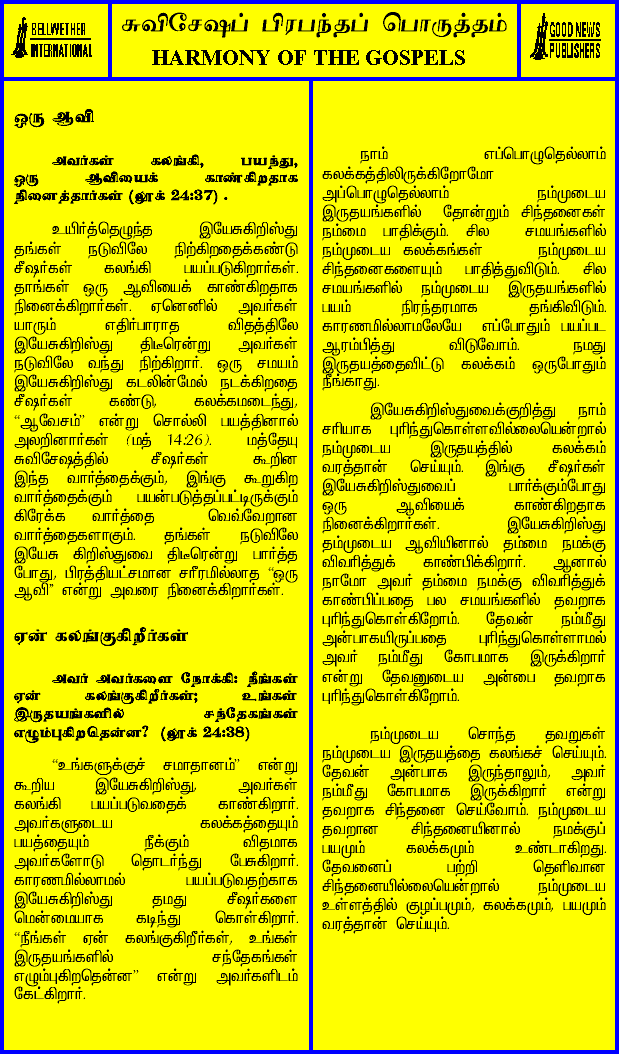 BELLWETHER
INTERNATIONAL
சுவிசேஷப் பிரபந்தப் பொருத்தம்
HARMONY OF THE GOSPELS
GOOD NEWS
PUBLISHERS
ஒரு ஆவி
அவர்கள் கலங்கி, பயந்து,
ஒரு ஆவியைக் காண்கிறதாக
நினைத்தார்கள் (லூக் 24:37) .
உயிர்த்தெழுந்த இயேசுகிறிஸ்து
தங்கள் நடுவிலே நிற்கிறதைக்கண்டு
சீஷர்கள் கலங்கி பயப்படுகிறார்கள்.
தாங்கள் ஒரு ஆவியைக் காண்கிறதாக
நினைக்கிறார்கள். ஏனெனில் அவர்கள்
யாரும் எதிர்பாராத விதத்திலே
இயேசுகிறிஸ்து திடீரென்று அவர்கள்
நடுவிலே வந்து நிற்கிறார். ஒரு சமயம்
இயேசுகிறிஸ்து கடலின்மேல் நடக்கிறதை
சீஷர்கள் கண்டு, கலக்கமடைந்து,
“ஆவேசம்” என்று சொல்லி பயத்தினால்
அலறினார்கள் (மத் 14:26). மத்தேயு
சுவிசேஷத்தில் சீஷர்கள் கூறின
இந்த வார்த்தைக்கும், இங்கு கூறுகிற
வார்த்தைக்கும் பயன்படுத்தப்பட்டிருக்கும்
கிரேக்க வார்த்தை வெவ்வேறான
வார்த்தைகளாகும். தங்கள் நடுவிலே
இயேசு கிறிஸ்துவை திடீரென்று பார்த்த
போது, பிரத்தியட்சமான சரீரமில்லாத “ஒரு
ஆவி” என்று அவரை நினைக்கிறார்கள்.
ஏன் கலங்குகிறீர்கள்
அவர் அவர்களை நோக்கி: நீங்கள்
ஏன் கலங்குகிறீர்கள்; உங்கள்
இருதயங்களில் சந்தேகங்கள்
எழும்புகிறதென்ன? (லூக் 24:38)
“உங்களுக்குச் சமாதானம்” என்று
கூறிய இயேசுகிறிஸ்து, அவர்கள்
கலங்கி பயப்படுவதைக் காண்கிறார்.
அவர்களுடைய கலக்கத்தையும்
பயத்தையும் நீக்கும் விதமாக
அவர்களோடு தொடர்ந்து பேசுகிறார்.
காரணமில்லாமல் பயப்படுவதற்காக
இயேசுகிறிஸ்து தமது சீஷர்களை
மென்மையாக கடிந்து கொள்கிறார்.
“நீங்கள் ஏன் கலங்குகிறீர்கள், உங்கள்
இருதயங்களில் சந்தேகங்கள்
எழும்புகிறதென்ன” என்று அவர்களிடம்
கேட்கிறார்.
நாம் எப்பொழுதெல்லாம்
கலக்கத்திலிருக்கிறோமோ
அப்பொழுதெல்லாம் நம்முடைய
இருதயங்களில் தோன்றும் சிந்தனைகள்
நம்மை பாதிக்கும். சில சமயங்களில்
நம்முடைய கலக்கங்கள் நம்முடைய
சிந்தனைகளையும் பாதித்துவிடும். சில
சமயங்களில் நம்முடைய இருதயங்களில்
பயம் நிரந்தரமாக தங்கிவிடும்.
காரணமில்லாமலேயே எப்போதும் பயப்பட
ஆரம்பித்து விடுவோம். நமது
இருதயத்தைவிட்டு கலக்கம் ஒருபோதும்
நீங்காது.
இயேசுகிறிஸ்துவைக்குறித்து நாம்
சரியாக புரிந்துகொள்ளவில்லையென்றால்
நம்முடைய இருதயத்தில் கலக்கம்
வரத்தான் செய்யும். இங்கு சீஷர்கள்
இயேசுகிறிஸ்துவைப் பார்க்கும்போது
ஒரு ஆவியைக் காண்கிறதாக
நினைக்கிறார்கள். இயேசுகிறிஸ்து
தம்முடைய ஆவியினால் தம்மை நமக்கு
விவரித்துக் காண்பிக்கிறார். ஆனால்
நாமோ அவர் தம்மை நமக்கு விவரித்துக்
காண்பிப்பதை பல சமயங்களில் தவறாக
புரிந்துகொள்கிறோம். தேவன் நம்மீது
அன்பாகயிருப்பதை புரிந்துகொள்ளாமல்
அவர் நம்மீது கோபமாக இருக்கிறார்
என்று தேவனுடைய அன்பை தவறாக
புரிந்துகொள்கிறோம்.
நம்முடைய சொந்த தவறுகள்
நம்முடைய இருதயத்தை கலங்கச் செய்யும்.
தேவன் அன்பாக இருந்தாலும், அவர்
நம்மீது கோபமாக இருக்கிறார் என்று
தவறாக சிந்தனை செய்வோம். நம்முடைய
தவறான சிந்தனையினால் நமக்குப்
பயமும் கலக்கமும் உண்டாகிறது.
தேவனைப் பற்றி தெளிவான
சிந்தனையில்லையென்றால் நம்முடைய
உள்ளத்தில் குழப்பமும், கலக்கமும், பயமும்
வரத்தான் செய்யும்.